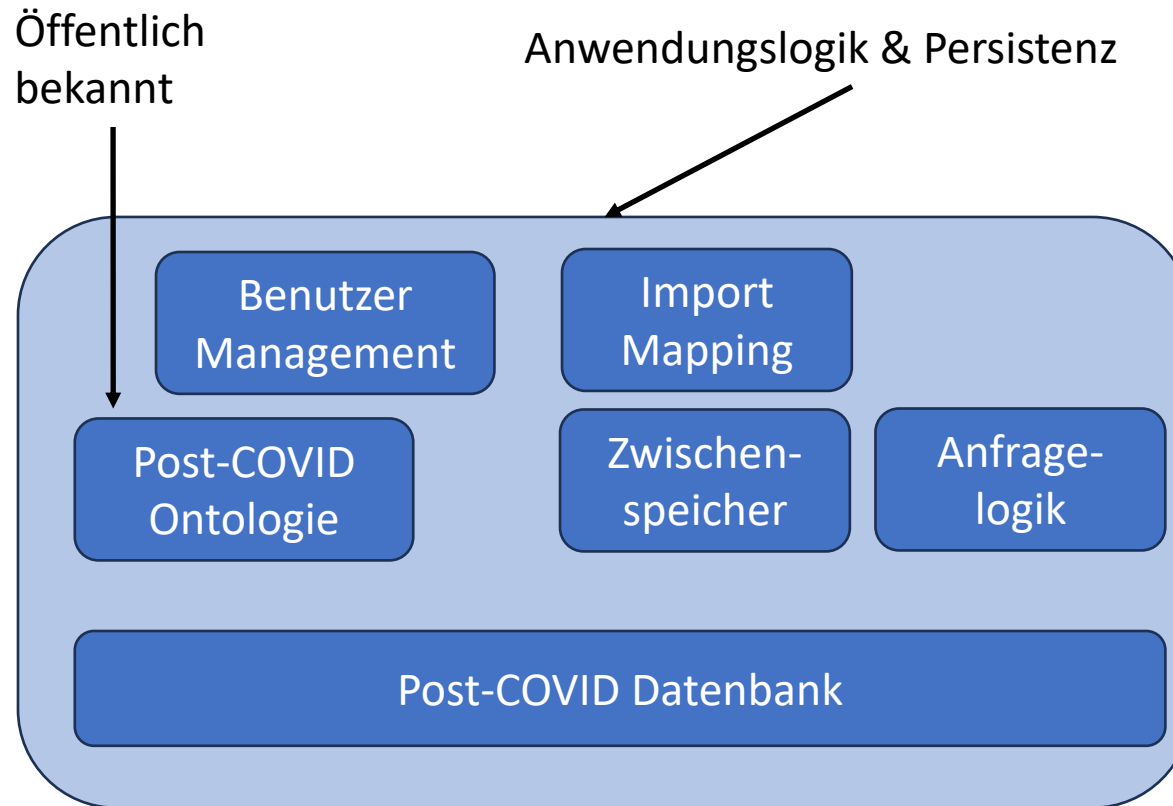 Öffentlich
bekannt
Anwendungslogik & Persistenz
Benutzer
Management
Import
Mapping
Post-COVID
Ontologie
Zwischen-
speicher
Anfrage-
logik
Post-COVID Datenbank